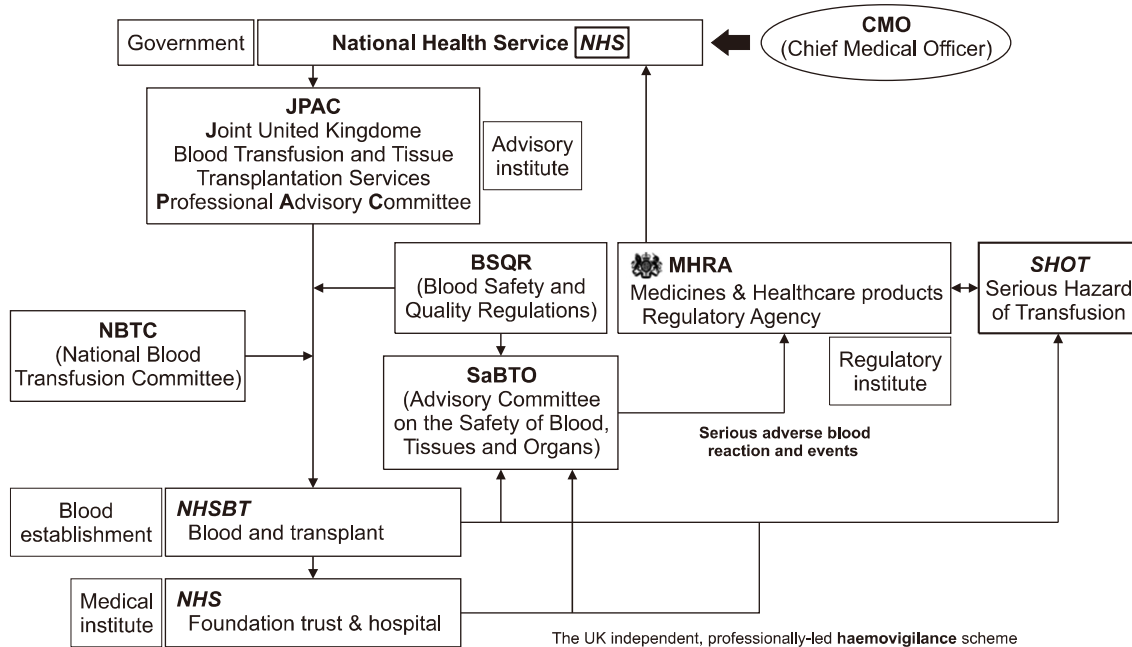 Government
National Health Service NHS
CMO
(Chief Medical Officer)
JPAC
Joint United Kingdome
Blood Transfusion and Tissue
Transplantation Services
Professional Advisory Committee
Advisory
institute
BSQR
(Blood Safety and
Quality Regulations)
MHRA
Medicines & Healthcare products
Regulatory Agency
SHOT
Serious Hazard
of Transfusion
NBTC
(National Blood
Transfusion Committee)
Regulatory
institute
SaBTO
(Advisory Committee
on the Safety of Blood,
Tissues and Organs)
Serious adverse blood
reaction and events
Blood
establishment
NHSBT
Blood and transplant
Medical
institute
NHS
Foundation trust & hospital
The UK independent, professionally-led haemovigilance scheme